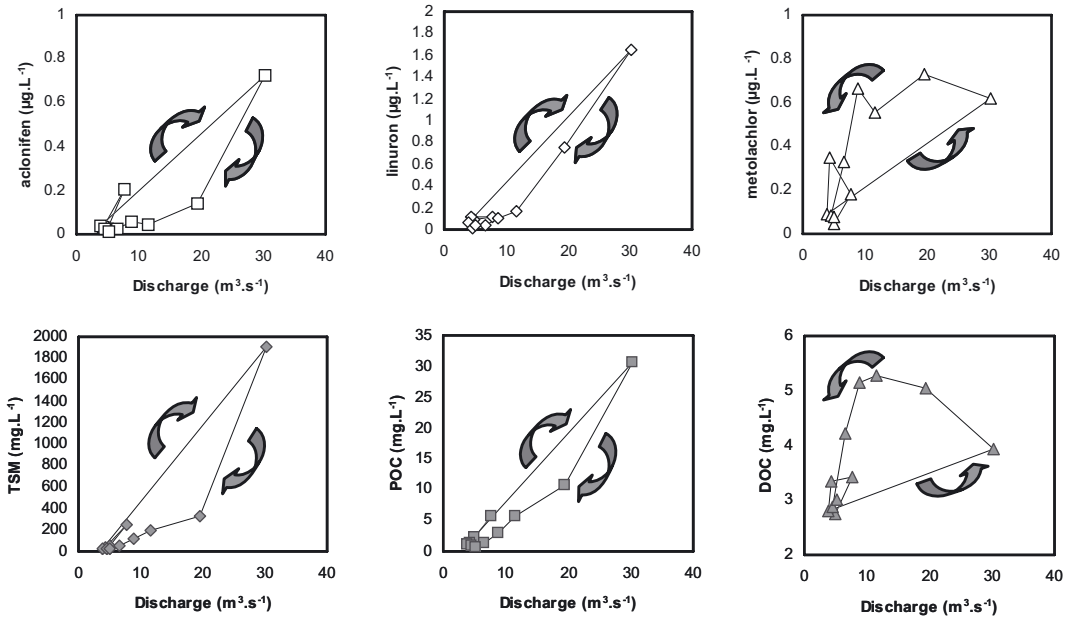 aclonifen (µg.L⁻¹)
1
0.8
0.6
0.4
0.2
0
0 10 20 30 40
Discharge (m³.s⁻¹)
linuron (µg.L⁻¹)
2
1.8
1.6
1.4
1.2
1
0.8
0.6
0.4
0.2
0
0 10 20 30 40
Discharge (m³.s⁻¹)
metolachlor (µg.L⁻¹)
1
0.8
0.6
0.4
0.2
0
0 10 20 30 40
Discharge (m³.s⁻¹)
TSM (mg.L⁻¹)
2000
1800
1600
1400
1200
1000
800
600
400
200
0
0 10 20 30 40
Discharge (m³.s⁻¹)
POC (mg.L⁻¹)
35
30
25
20
15
10
5
0
0 10 20 30 40
Discharge (m³.s⁻¹)
DOC (mg.L⁻¹)
6
5
4
3
2
0 10 20 30 40
Discharge (m³.s⁻¹)